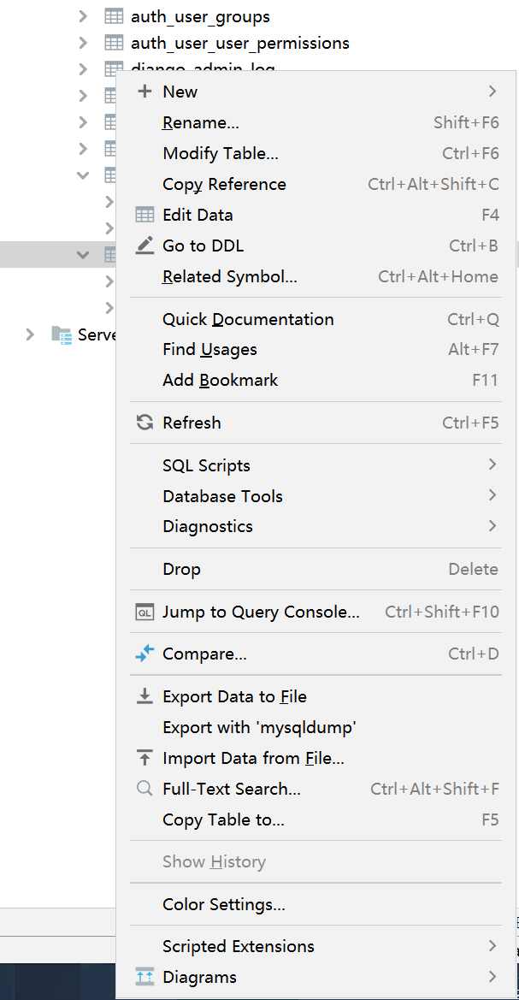 auth_user_groups
auth_user_user_permissions
django_admin_log
New
Rename... Shift+F6
Modify Table... Ctrl+F6
Copy Reference Ctrl+Alt+Shift+C
Edit Data F4
Go to DDL Ctrl+B
Related Symbol... Ctrl+Alt+Home
Quick Documentation Ctrl+Q
Find Usages Alt+F7
Add Bookmark F11
Serve
Refresh Ctrl+F5
SQL Scripts
Database Tools
Diagnostics
Drop Delete
QL Jump to Query Console... Ctrl+Shift+F10
Compare... Ctrl+D
Export Data to File
Export with 'mysqldump'
Import Data from File...
Full-Text Search... Ctrl+Alt+Shift+F
Copy Table to... F5
Show History
Color Settings...
Scripted Extensions
Diagrams